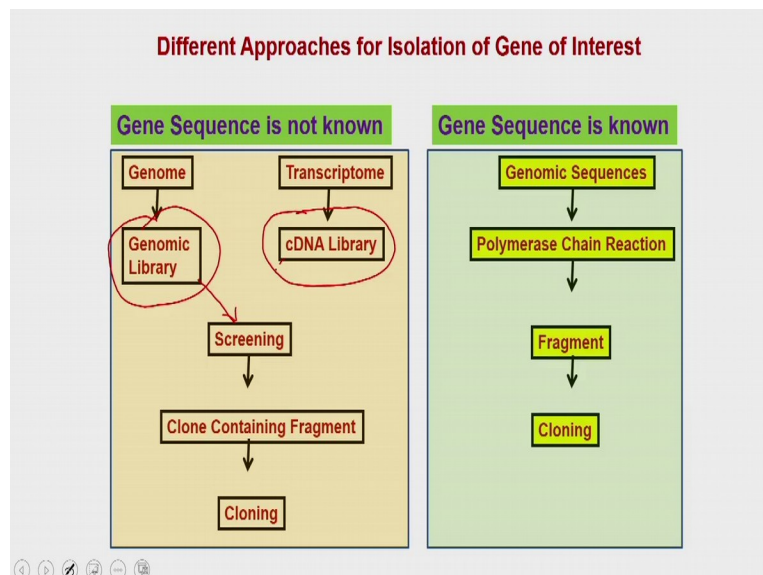 Different Approaches for Isolation of Gene of Interest
Gene Sequence is not known
Genome
Transcriptome
Genomic
Library
cDNA Library
Screening
Clone Containing Fragment
Cloning
Gene Sequence is known
Genomic Sequences
Polymerase Chain Reaction
Fragment
Cloning